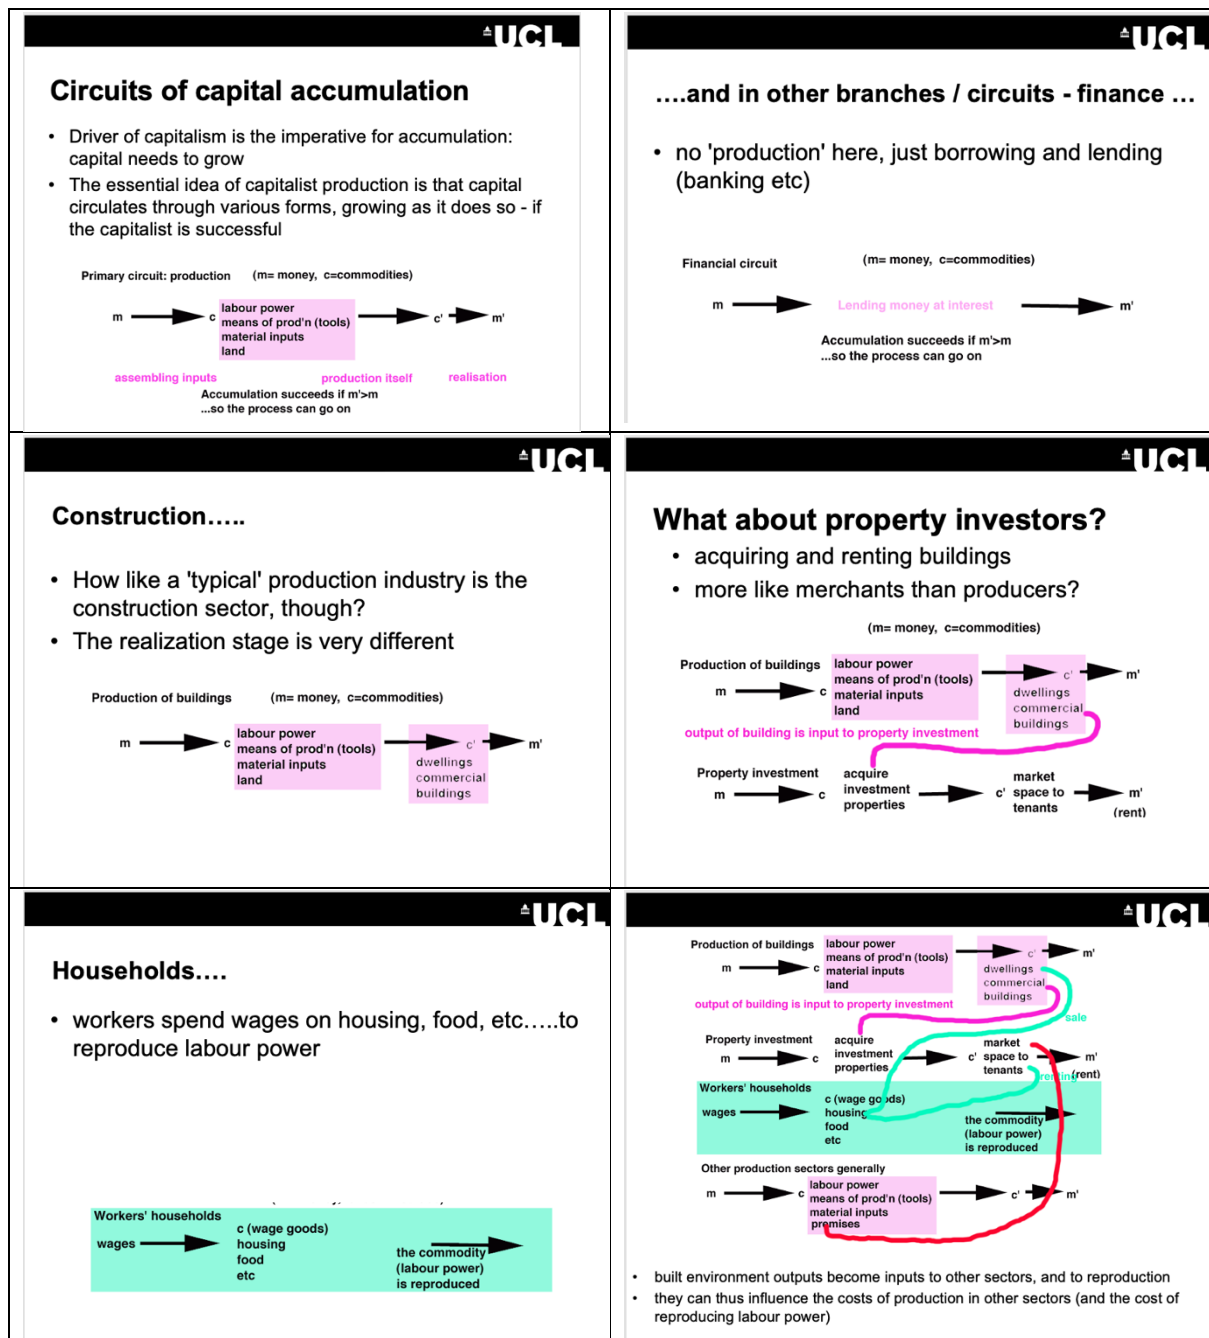 UCL
Circuits of capital accumulation
• Driver of capitalism is the imperative for accumulation:
capital needs to grow
• The essential idea of capitalist production is that capital
circulates through various forms, growing as it does so - if
the capitalist is successful
Primary circuit: production (m= money, c=commodities)
m c labour power
means of prod'n (tools)
material inputs
land
c' m'
assembling inputs production itself realisation
Accumulation succeeds if m'>m
...so the process can go on
UCL
....and in other branches / circuits - finance ...
• no 'production' here, just borrowing and lending
(banking etc)
Financial circuit (m= money, c=commodities)
m Lending money at interest m'
Accumulation succeeds if m'>m
...so the process can go on
UCL
Construction.....
• How like a 'typical' production industry is the
construction sector, though?
• The realization stage is very different
Production of buildings (m= money, c=commodities)
m c labour power
means of prod'n (tools)
material inputs
land
c' m'
dwellings
commercial
buildings
UCL
What about property investors?
• acquiring and renting buildings
• more like merchants than producers?
(m= money, c=commodities)
Production of buildings
m c labour power
means of prod'n (tools)
material inputs
land
c' m'
dwellings
commercial
buildings
output of building is input to property investment
Property investment
m c acquire
investment
properties
c' market
space to
tenants
m'
(rent)
UCL
Households....
• workers spend wages on housing, food, etc.....to
reproduce labour power
Workers' households
wages c (wage goods)
housing
food
etc
the commodity
(labour power)
is reproduced
UCL
Production of buildings
m c labour power
means of prod'n (tools)
material inputs
land
c' m'
dwellings
commercial
buildings
output of building is input to property investment
sale
Property investment
m c acquire
investment
properties
c' market
space to
tenants
m'
renting (rent)
Workers' households
wages c (wage goods)
housing
food
etc
the commodity
(labour power)
is reproduced
Other production sectors generally
m c labour power
means of prod'n (tools)
material inputs
premises
c' m'
• built environment outputs become inputs to other sectors, and to reproduction
• they can thus influence the costs of production in other sectors (and the cost of
reproducing labour power)